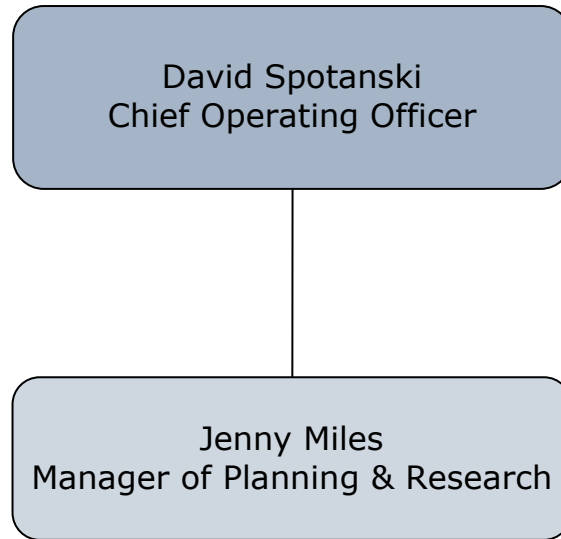 David Spotanski
Chief Operating Officer
Jenny Miles
Manager of Planning & Research